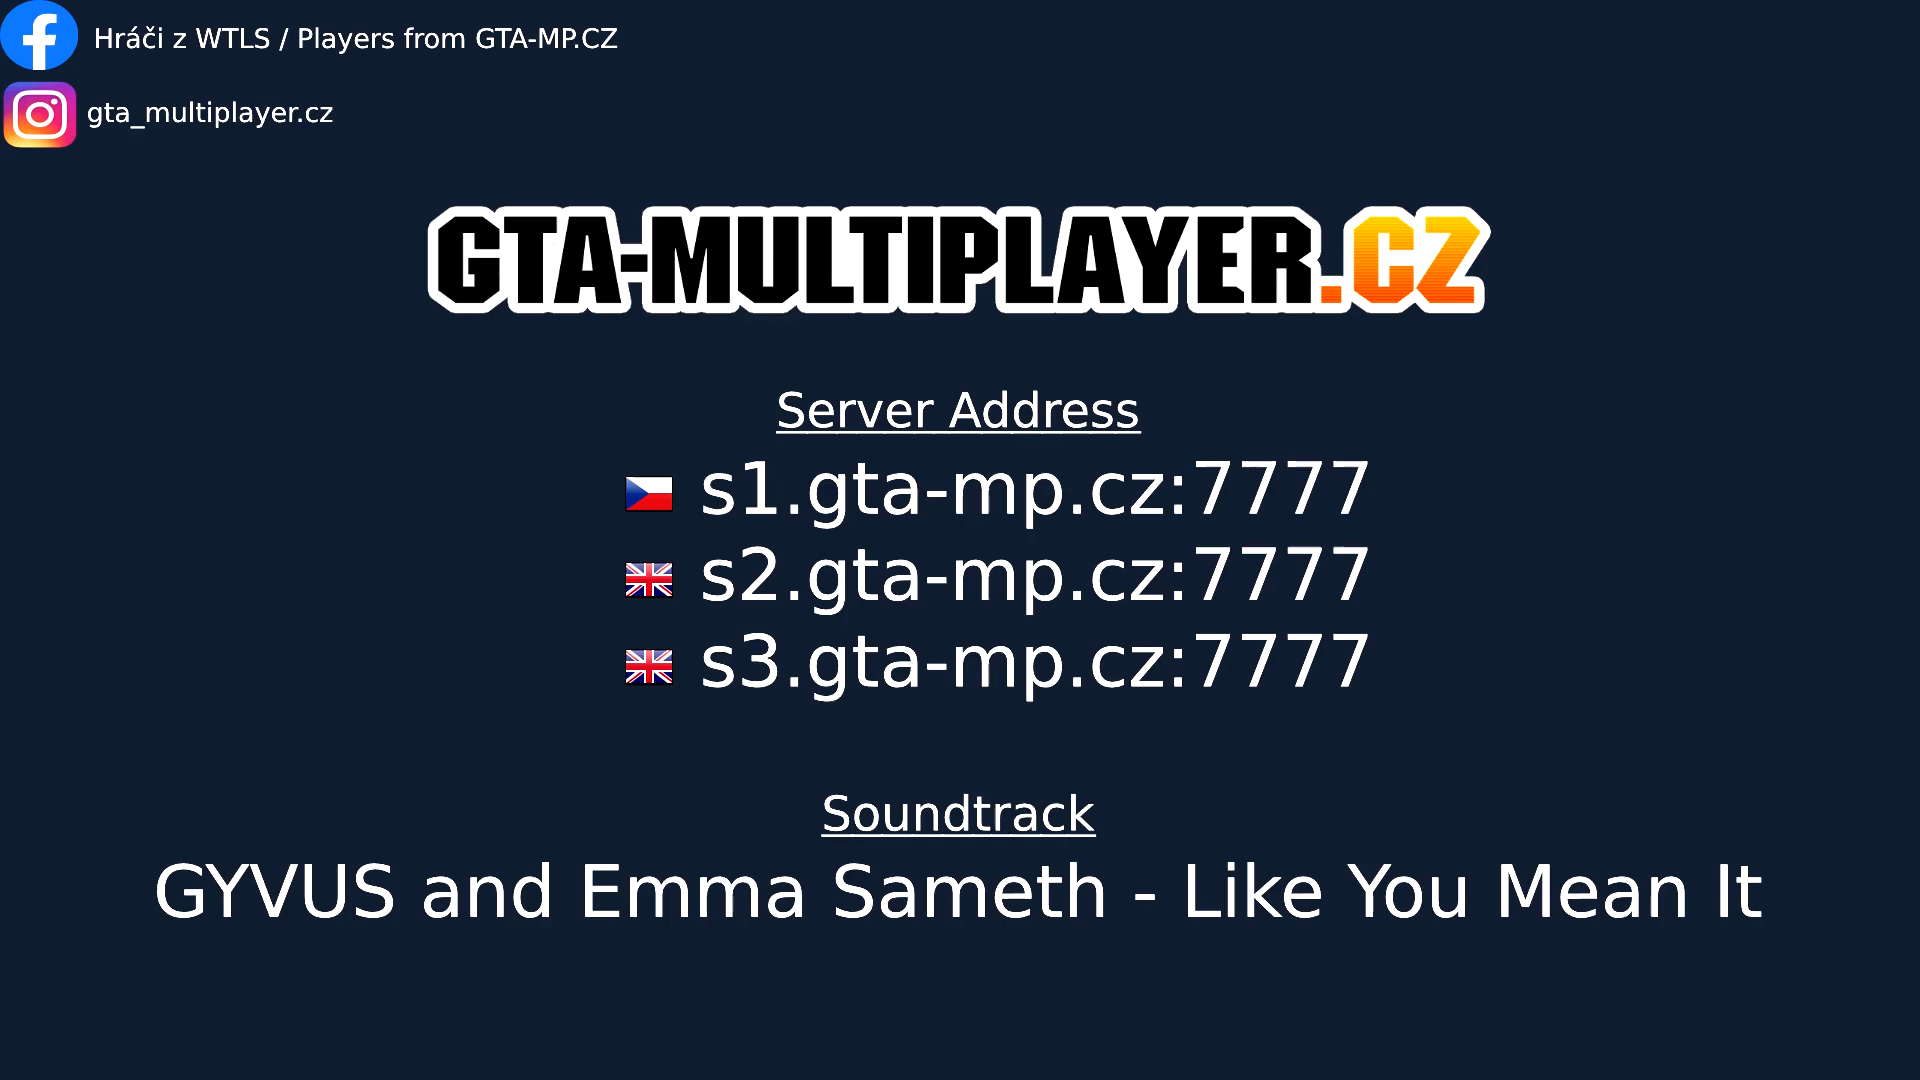 Hráči z WTLS / Players from GTA-MP.CZ
gta_multiplayer.cz
GTA-MULTIPLAYER.CZ
Server Address
s1.gta-mp.cz:7777
s2.gta-mp.cz:7777
s3.gta-mp.cz:7777
Soundtrack
GYVUS and Emma Sameth - Like You Mean It